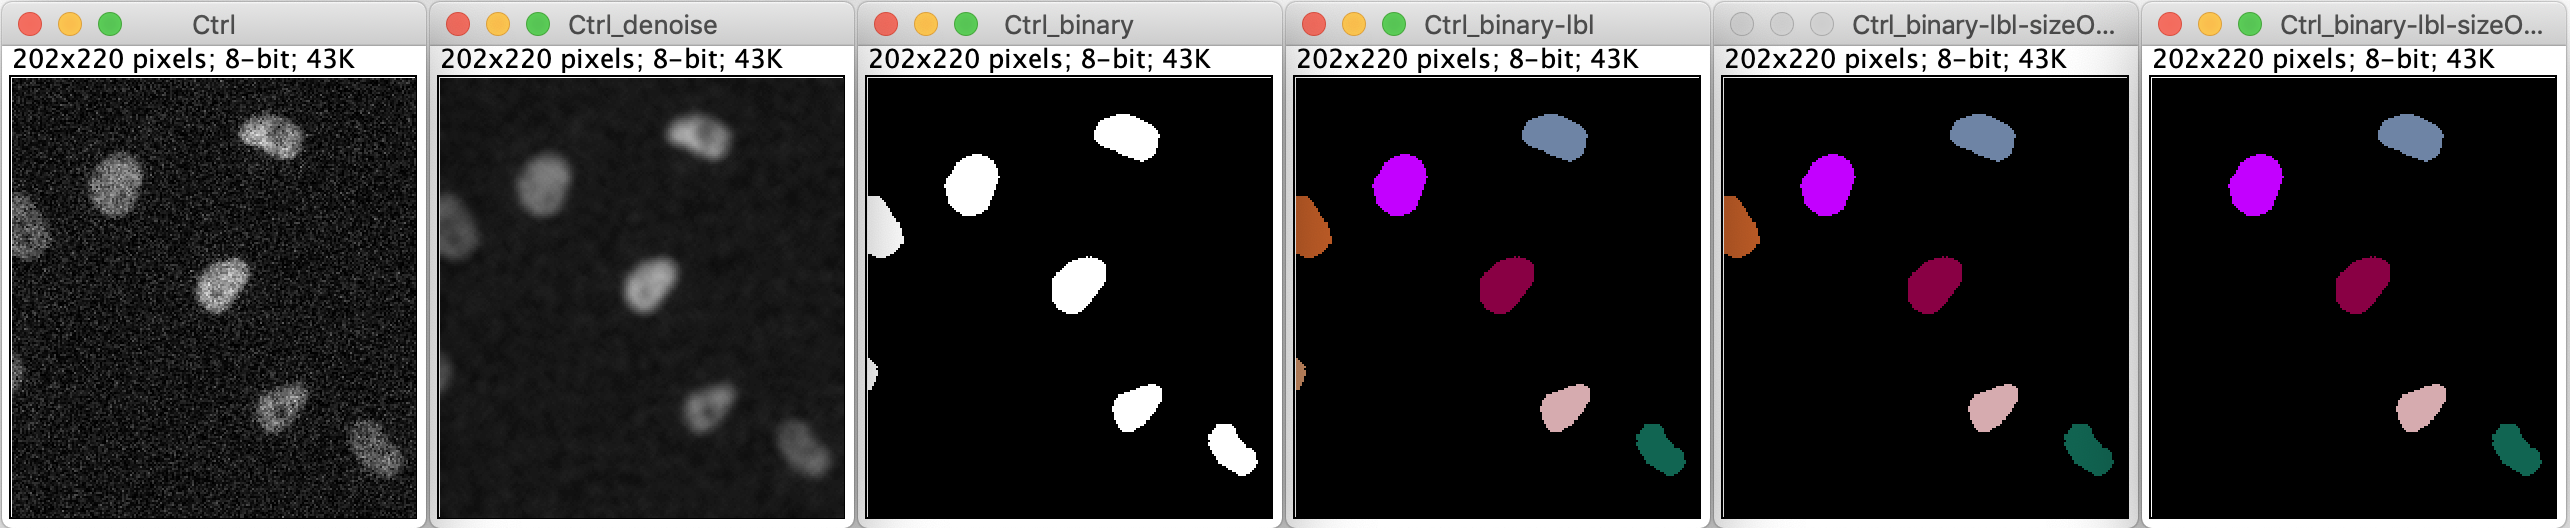 Ctrl
202x220 pixels; 8-bit; 43K
Ctrl_denoise
202x220 pixels; 8-bit; 43K
Ctrl_binary
202x220 pixels; 8-bit; 43K
Ctrl_binary-lbl
202x220 pixels; 8-bit; 43K
Ctrl_binary-lbl-sizeO...
202x220 pixels; 8-bit; 43K
Ctrl_binary-lbl-sizeO...
202x220 pixels; 8-bit; 43K